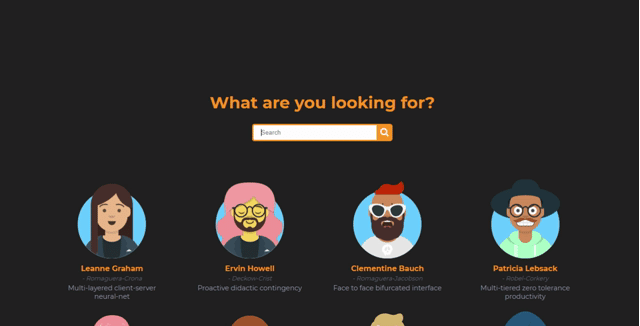 What are you looking for?
Search
Leanne Graham
- Romaguera-Crona
Multi-layered client-server
neural-net
Ervin Howell
- Deckow-Crist
Proactive didactic contingency
Clementine Bauch
- Romaguera-Jacobson
Face to face bifurcated interface
Patricia Lebsack
- Robel-Corkery
Multi-tiered zero tolerance
productivity